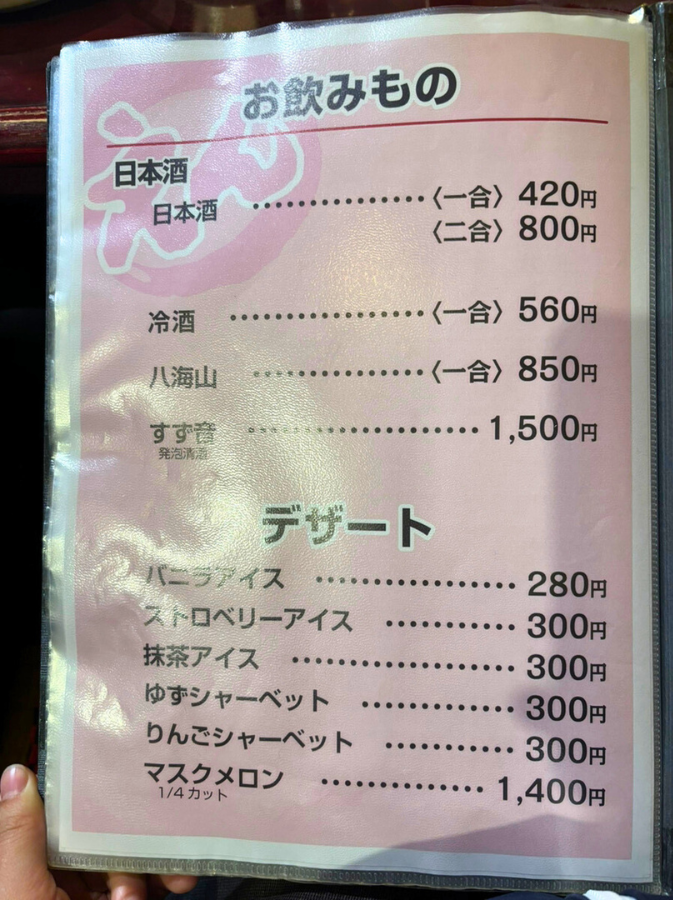 お飲みもの
日本酒
日本酒 ・・・・・・・・・・・・・・・・〈一合〉 420円
〈二合〉 800円
冷酒 ・・・・・・・・・・・・・・・・・・〈一合〉 560円
八海山 ・・・・・・・・・・・・・・・・〈一合〉 850円
すず音 ・・・・・・・・・・・・・・・・・・・・・ 1,500円
発泡清酒
デザート
バニラアイス ・・・・・・・・・・・・・・・・・ 280円
ストロベリーアイス ・・・・・・・・・・・ 300円
抹茶アイス ・・・・・・・・・・・・・・・・・・・ 300円
ゆずシャーベット ・・・・・・・・・・・・・ 300円
りんごシャーベット ・・・・・・・・・・・ 300円
マスクメロン ・・・・・・・・・・・・・・ 1,400円
1/4カット